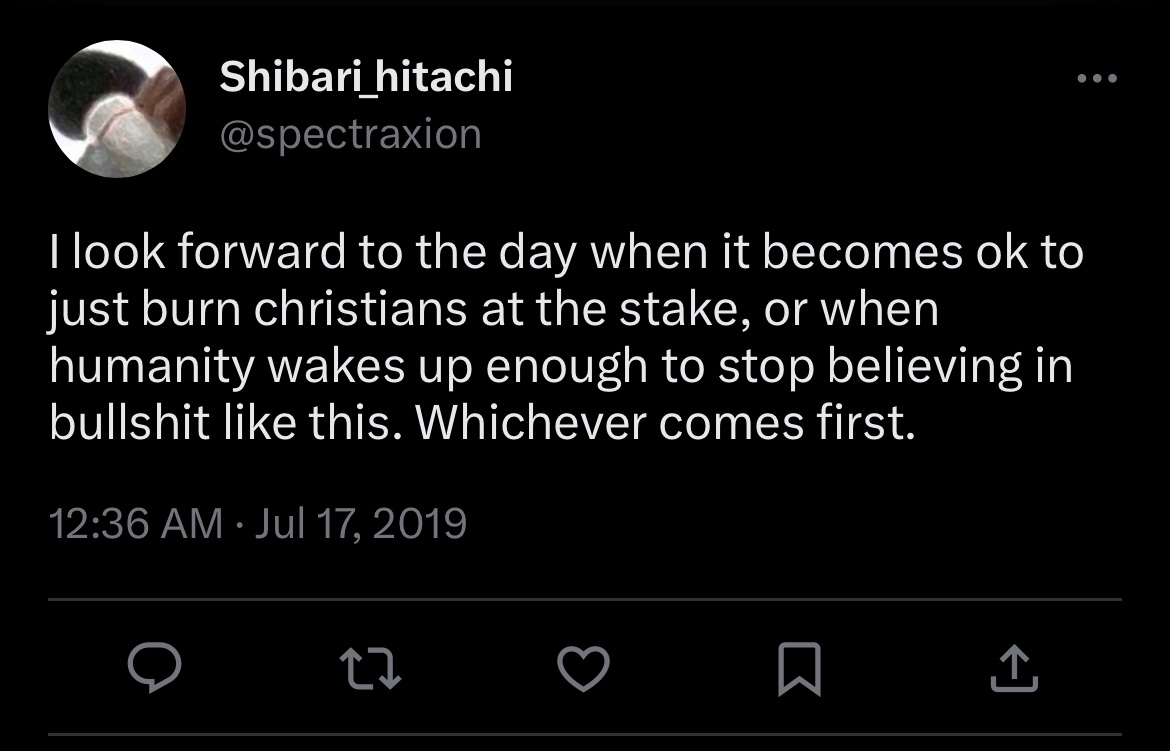 Shibari_hitachi
@spectraxion
I look forward to the day when it becomes ok to
just burn christians at the stake, or when
humanity wakes up enough to stop believing in
bullshit like this. Whichever comes first.
12:36 AM · Jul 17, 2019